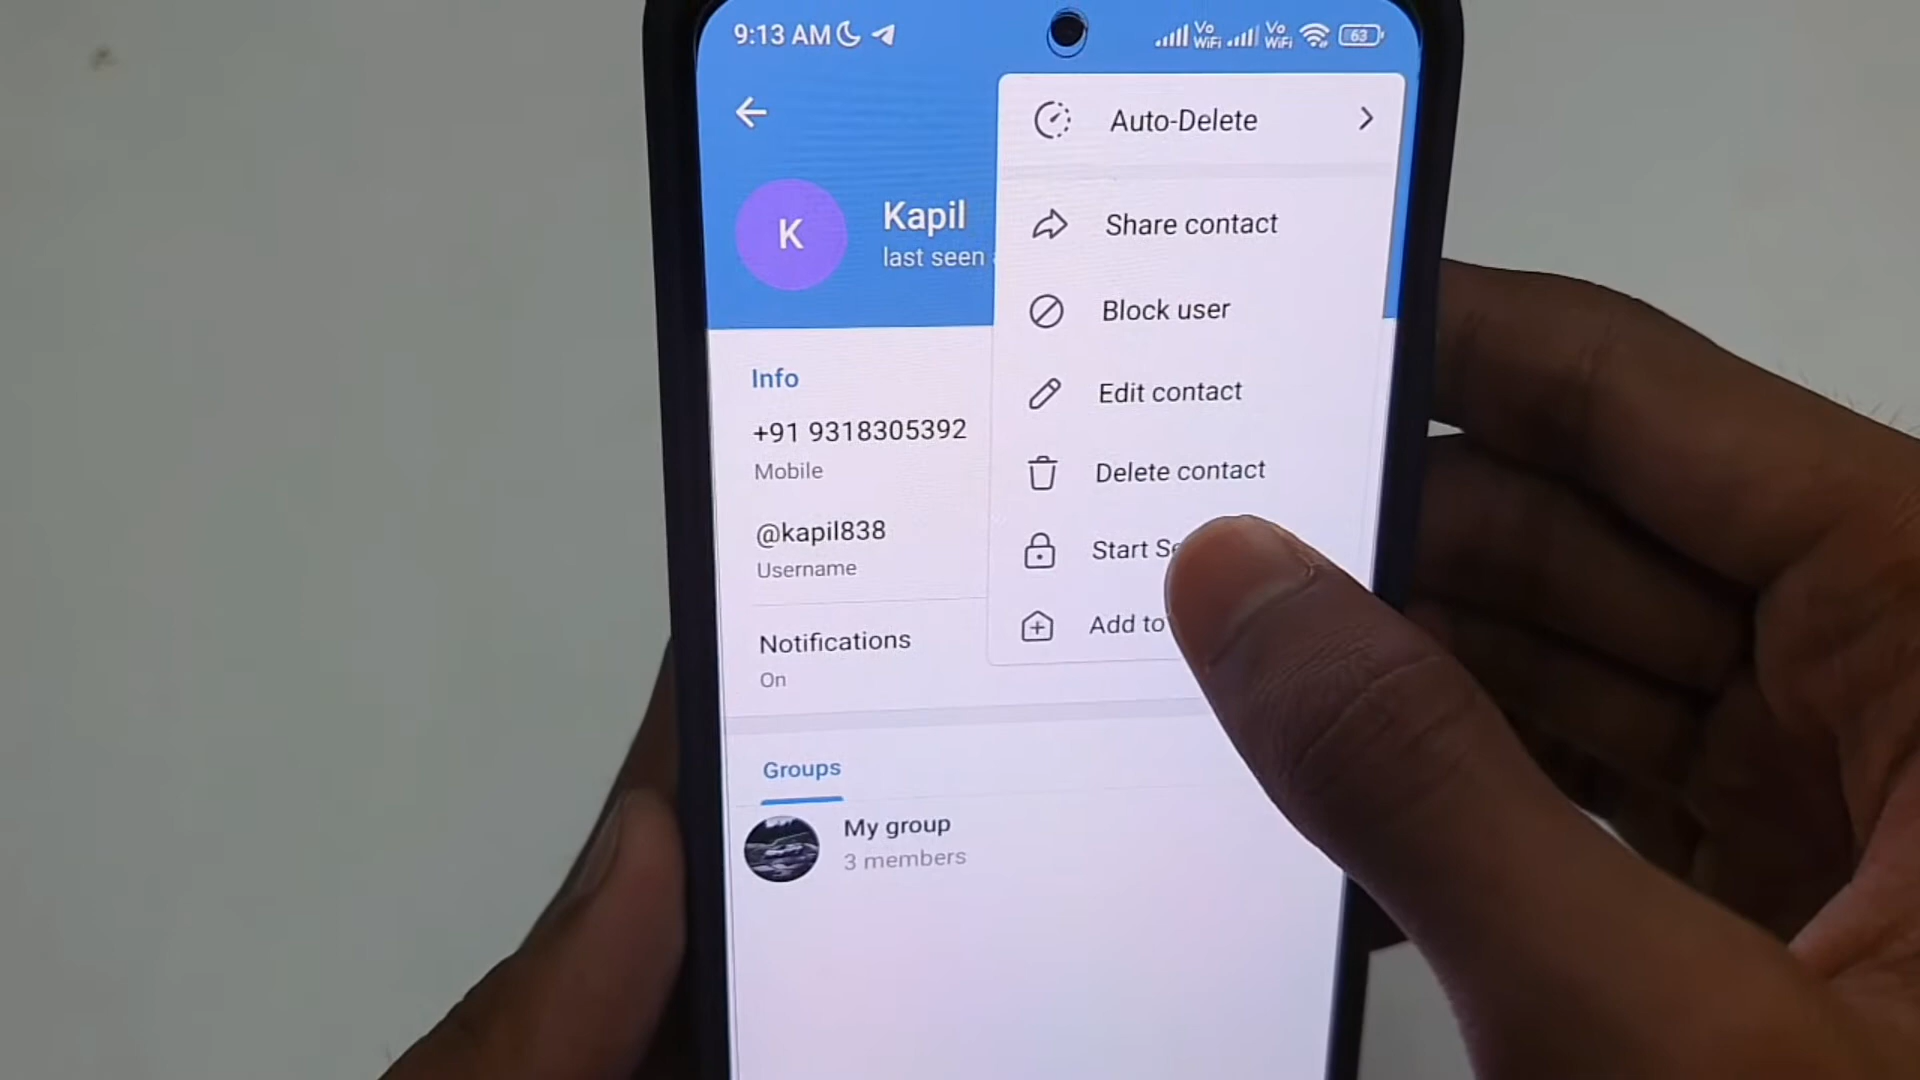 9:13 AM Vo WiFi Vo WiFi 63
Auto-Delete
K
Kapil
last seen
Share contact
Block user
Edit contact
Delete contact
Start
Add to
Info
+91 9318305392
Mobile
@kapil838
Username
Notifications
On
Groups
My group
3 members